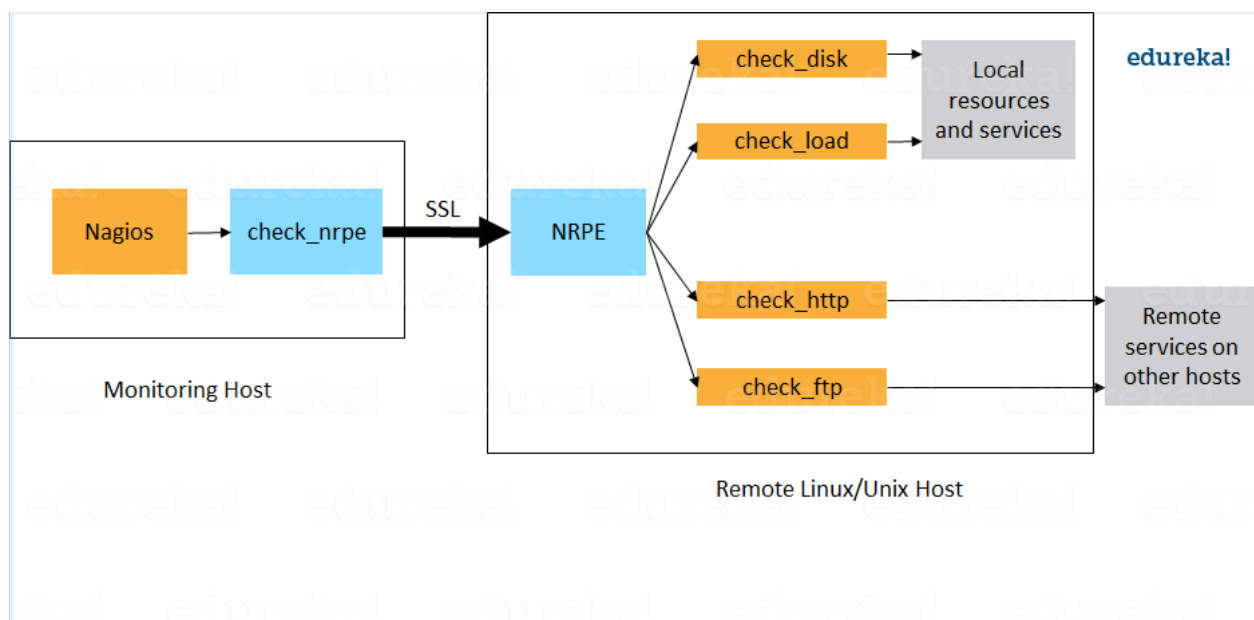 check_disk
edureka!
Local
resources
and services
check_load
Nagios
check_nrpe
SSL
NRPE
check_http
Remote
services on
other hosts
check_ftp
Monitoring Host
Remote Linux/Unix Host